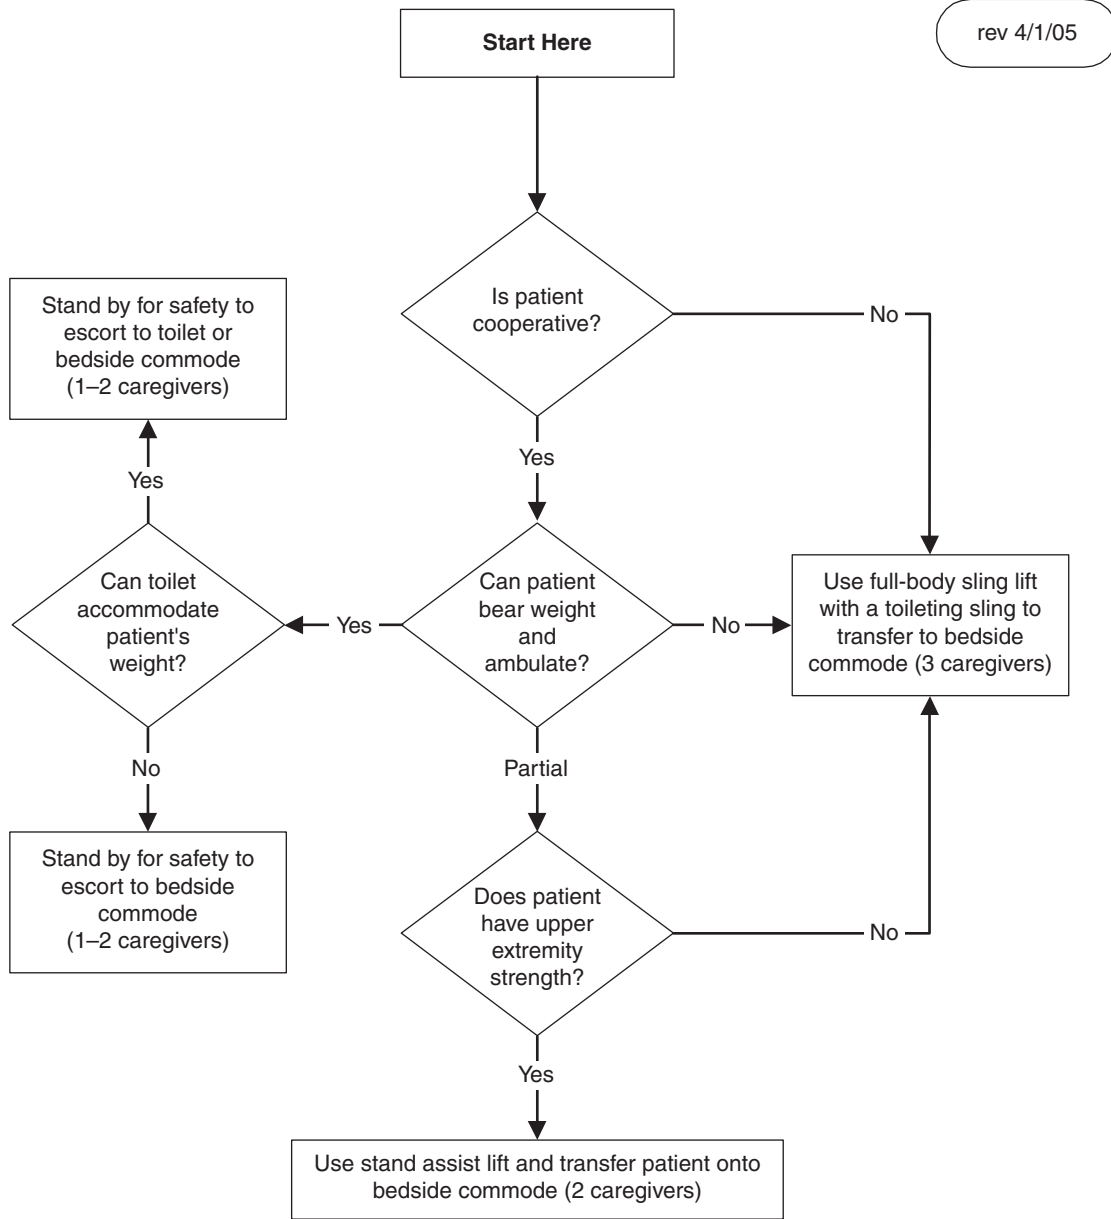 Start Here
rev 4/1/05
Is patient
cooperative?
No
Yes
Stand by for safety to
escort to toilet or
bedside commode
(1–2 caregivers)
Yes
Can toilet
accommodate
patient's
weight?
Yes
Can patient
bear weight
and
ambulate?
No
Use full-body sling lift
with a toileting sling to
transfer to bedside
commode (3 caregivers)
No
Partial
Stand by for safety to
escort to bedside
commode
(1–2 caregivers)
Does patient
have upper
extremity
strength?
No
Yes
Use stand assist lift and transfer patient onto
bedside commode (2 caregivers)